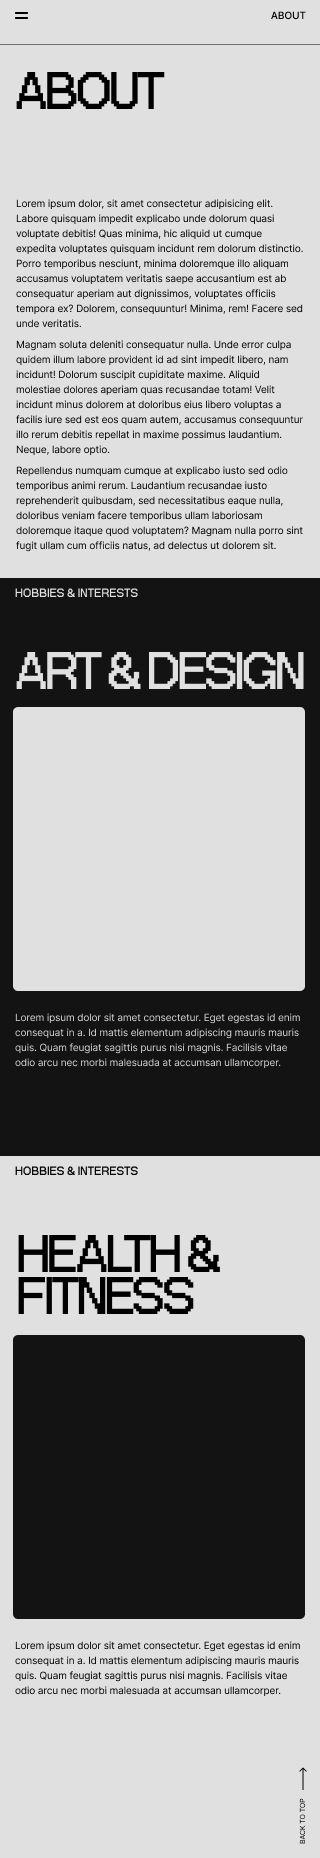 ABOUT
ABOUT
Lorem ipsum dolor, sit amet consectetur adipisicing elit.
Labore quisquam impedit explicabo unde dolorum quasi
voluptate debitis! Quas minima, hic aliquid ut cumque
expedita voluptates quisquam incidunt rem dolorum distinctio.
Porro temporibus nesciunt, minima doloremque illo aliquam
accusamus voluptatem veritatis saepe accusantium est ab
consequatur aperiam aut dignissimos, voluptates officiis
tempora ex? Dolorem, consequuntur! Minima, rem! Facere sed
unde veritatis.
Magnam soluta deleniti consequatur nulla. Unde error culpa
quidem illum labore provident id ad sint impedit libero, nam
incidunt! Dolorum suscipit cupiditate maxime. Aliquid
molestiae dolores aperiam quas recusandae totam! Velit
incidunt minus dolorem at doloribus eius libero voluptas a
facilis iure sed est eos quam autem, accusamus consequuntur
illo rerum debitis repellat in maxime possimus laudantium.
Neque, labore optio.
Repellendus numquam cumque at explicabo iusto sed odio
temporibus animi rerum. Laudantium recusandae iusto
reprehenderit quibusdam, sed necessitatibus eaque nulla,
doloribus veniam facere temporibus ullam laboriosam
doloremque itaque quod voluptatem? Magnam nulla porro sint
fugit ullam cum officiis natus, ad delectus ut dolorem sit.
HOBBIES & INTERESTS
ART & DESIGN
Lorem ipsum dolor sit amet consectetur. Eget egestas id enim
consequat in a. Id mattis elementum adipiscing mauris mauris
quis. Quam feugiat sagittis purus nisi magnis. Facilisis vitae
odio arcu nec morbi malesuada at accumsan ullamcorper.
HOBBIES & INTERESTS
HEALTH &
FITNESS
Lorem ipsum dolor sit amet consectetur. Eget egestas id enim
consequat in a. Id mattis elementum adipiscing mauris mauris
quis. Quam feugiat sagittis purus nisi magnis. Facilisis vitae
odio arcu nec morbi malesuada at accumsan ullamcorper.
BACK TO TOP